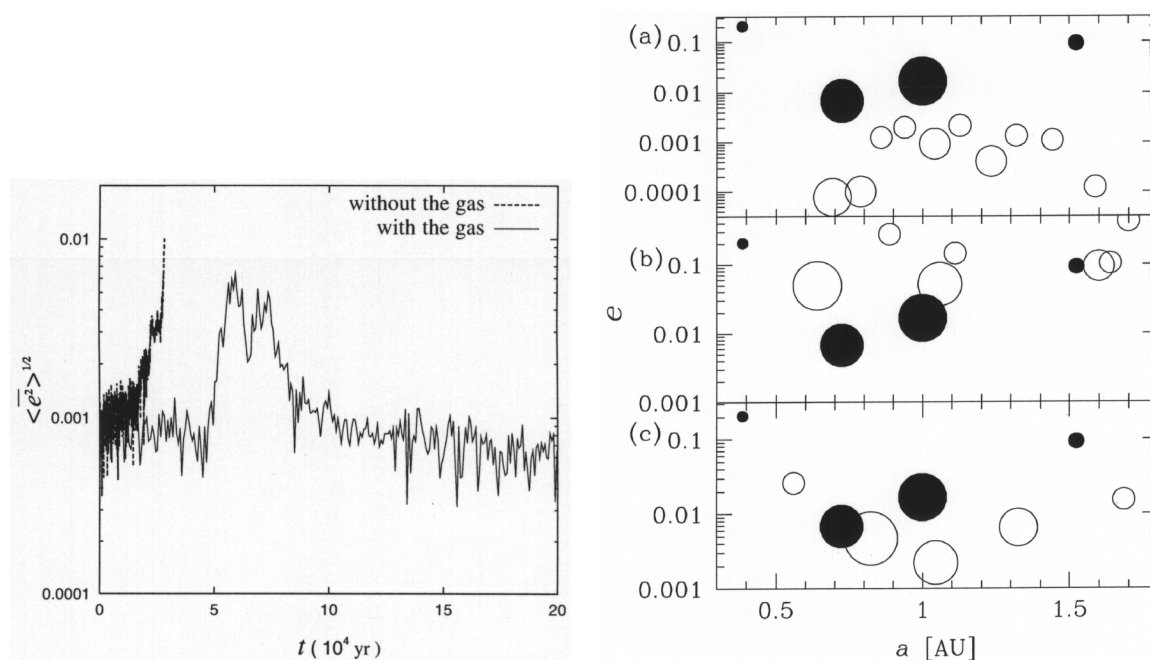 without the gas
with the gas
0.01
0.001
0.0001
<e̅²>^1/2
0 5 10 15 20
t (10⁴ yr)
(a) 0.1
0.01
0.001
0.0001
(b) 0.1
0.01
0.001
(c) 0.1
0.01
0.001
e
0.5 1 1.5
a [AU]